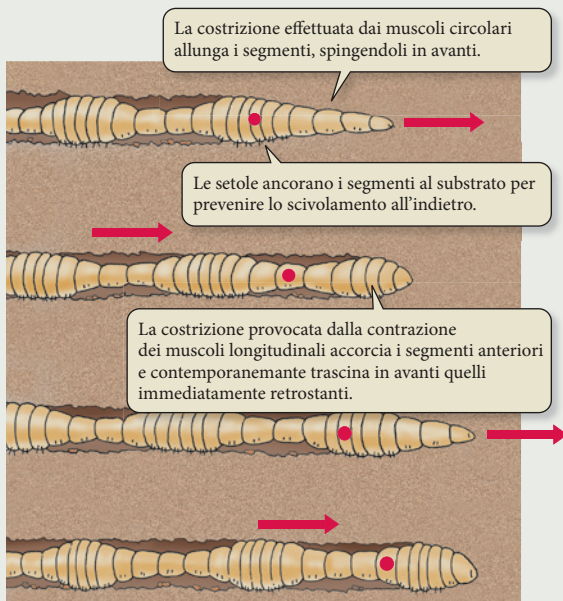 La costrizione effettuata dai muscoli circolari
allunga i segmenti, spingendoli in avanti.
Le setole ancorano i segmenti al substrato per
prevenire lo scivolamento all'indietro.
La costrizione provocata dalla contrazione
dei muscoli longitudinali accorcia i segmenti anteriori
e contemporanemante trascina in avanti quelli
immediatamente retrostanti.